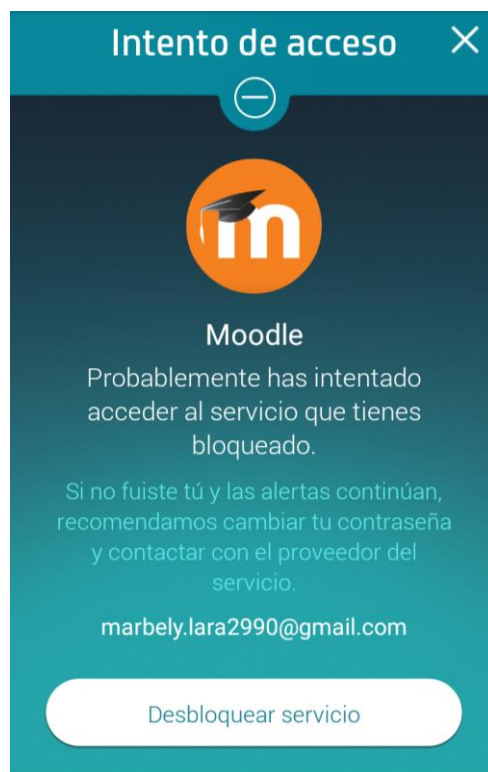 Intento de acceso
m
Moodle
Probablemente has intentado
acceder al servicio que tienes
bloqueado.
Si no fuiste tú y las alertas continúan,
recomendamos cambiar tu contraseña
y contactar con el proveedor del
servicio.
marbely.lara2990@gmail.com
Desbloquear servicio